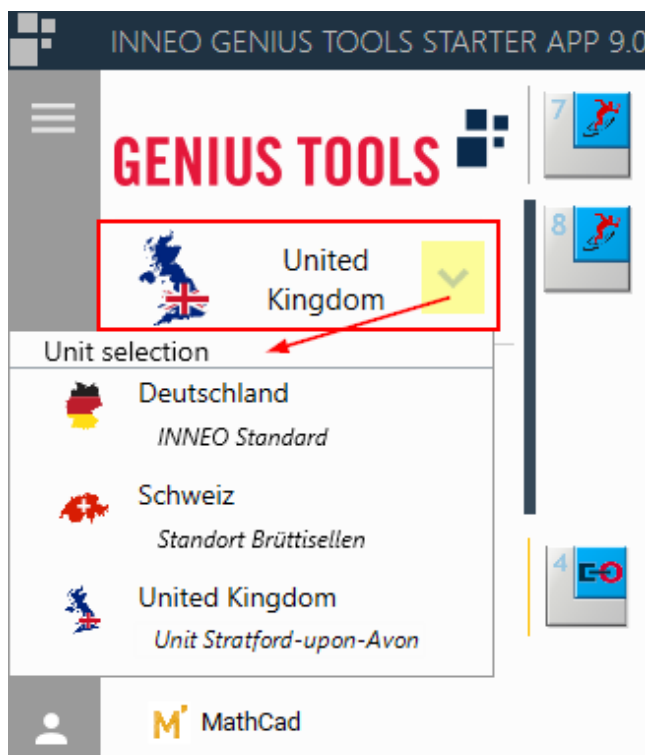 INNEO GENIUS TOOLS STARTER APP 9.0
GENIUS TOOLS
7
8
United
Kingdom
Unit selection
Deutschland
INNEO Standard
Schweiz
Standort Brüttisellen
4
United Kingdom
Unit Stratford-upon-Avon
M MathCad